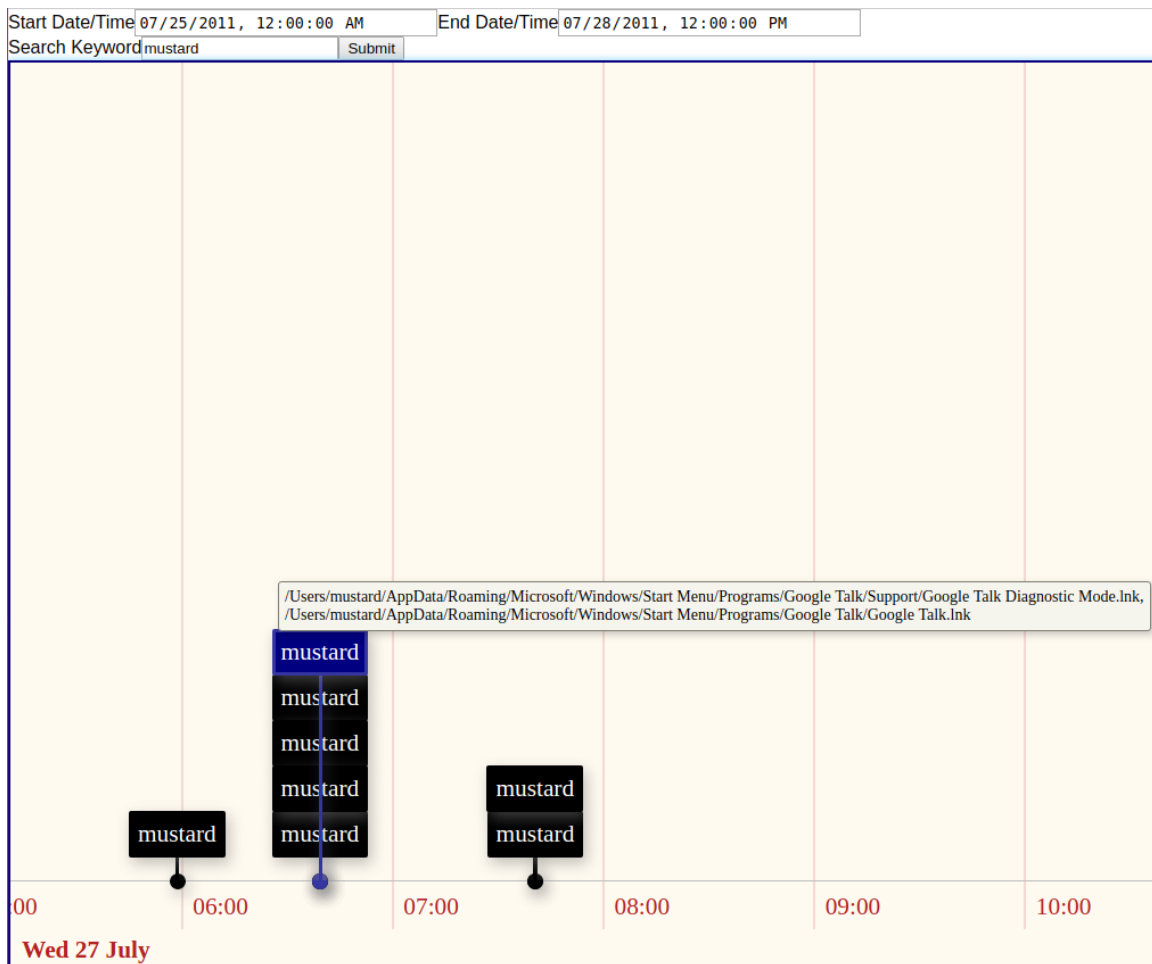 Start Date/Time 07/25/2011, 12:00:00 AM End Date/Time 07/28/2011, 12:00:00 PM
Search Keyword mustard Submit
/Users/mustard/AppData/Roaming/Microsoft/Windows/Start Menu/Programs/Google Talk/Support/Google Talk Diagnostic Mode.lnk,
/Users/mustard/AppData/Roaming/Microsoft/Windows/Start Menu/Programs/Google Talk/Google Talk.lnk
mustard
mustard
mustard
mustard mustard
mustard mustard mustard
:00 06:00 07:00 08:00 09:00 10:00
Wed 27 July